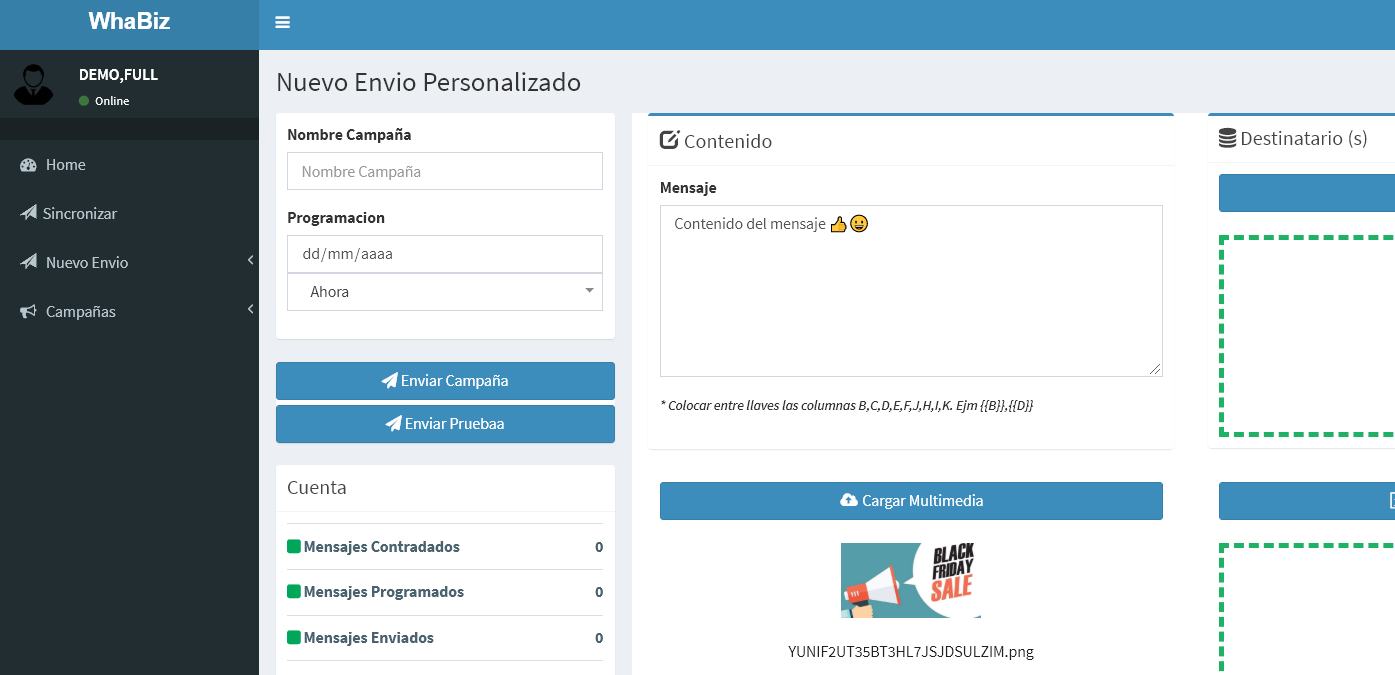 WhaBiz
DEMO,FULL
Online
Home
Sincronizar
Nuevo Envio
Campañas
Nuevo Envio Personalizado
Nombre Campaña
Nombre Campaña
Programacion
dd/mm/aaaa
Ahora
Enviar Campaña
Enviar Pruebaa
Cuenta
Mensajes Contradados 0
Mensajes Programados 0
Mensajes Enviados 0
Contenido
Mensaje
Contenido del mensaje 👍😀
* Colocar entre llaves las columnas B,C,D,E,F,J,H,I,K. Ejm {{B}},{{D}}
Cargar Multimedia
BLACK
FRIDAY
SALE
YUNIF2UT35BT3HL7JSJDSULZIM.png
Destinatario (s)